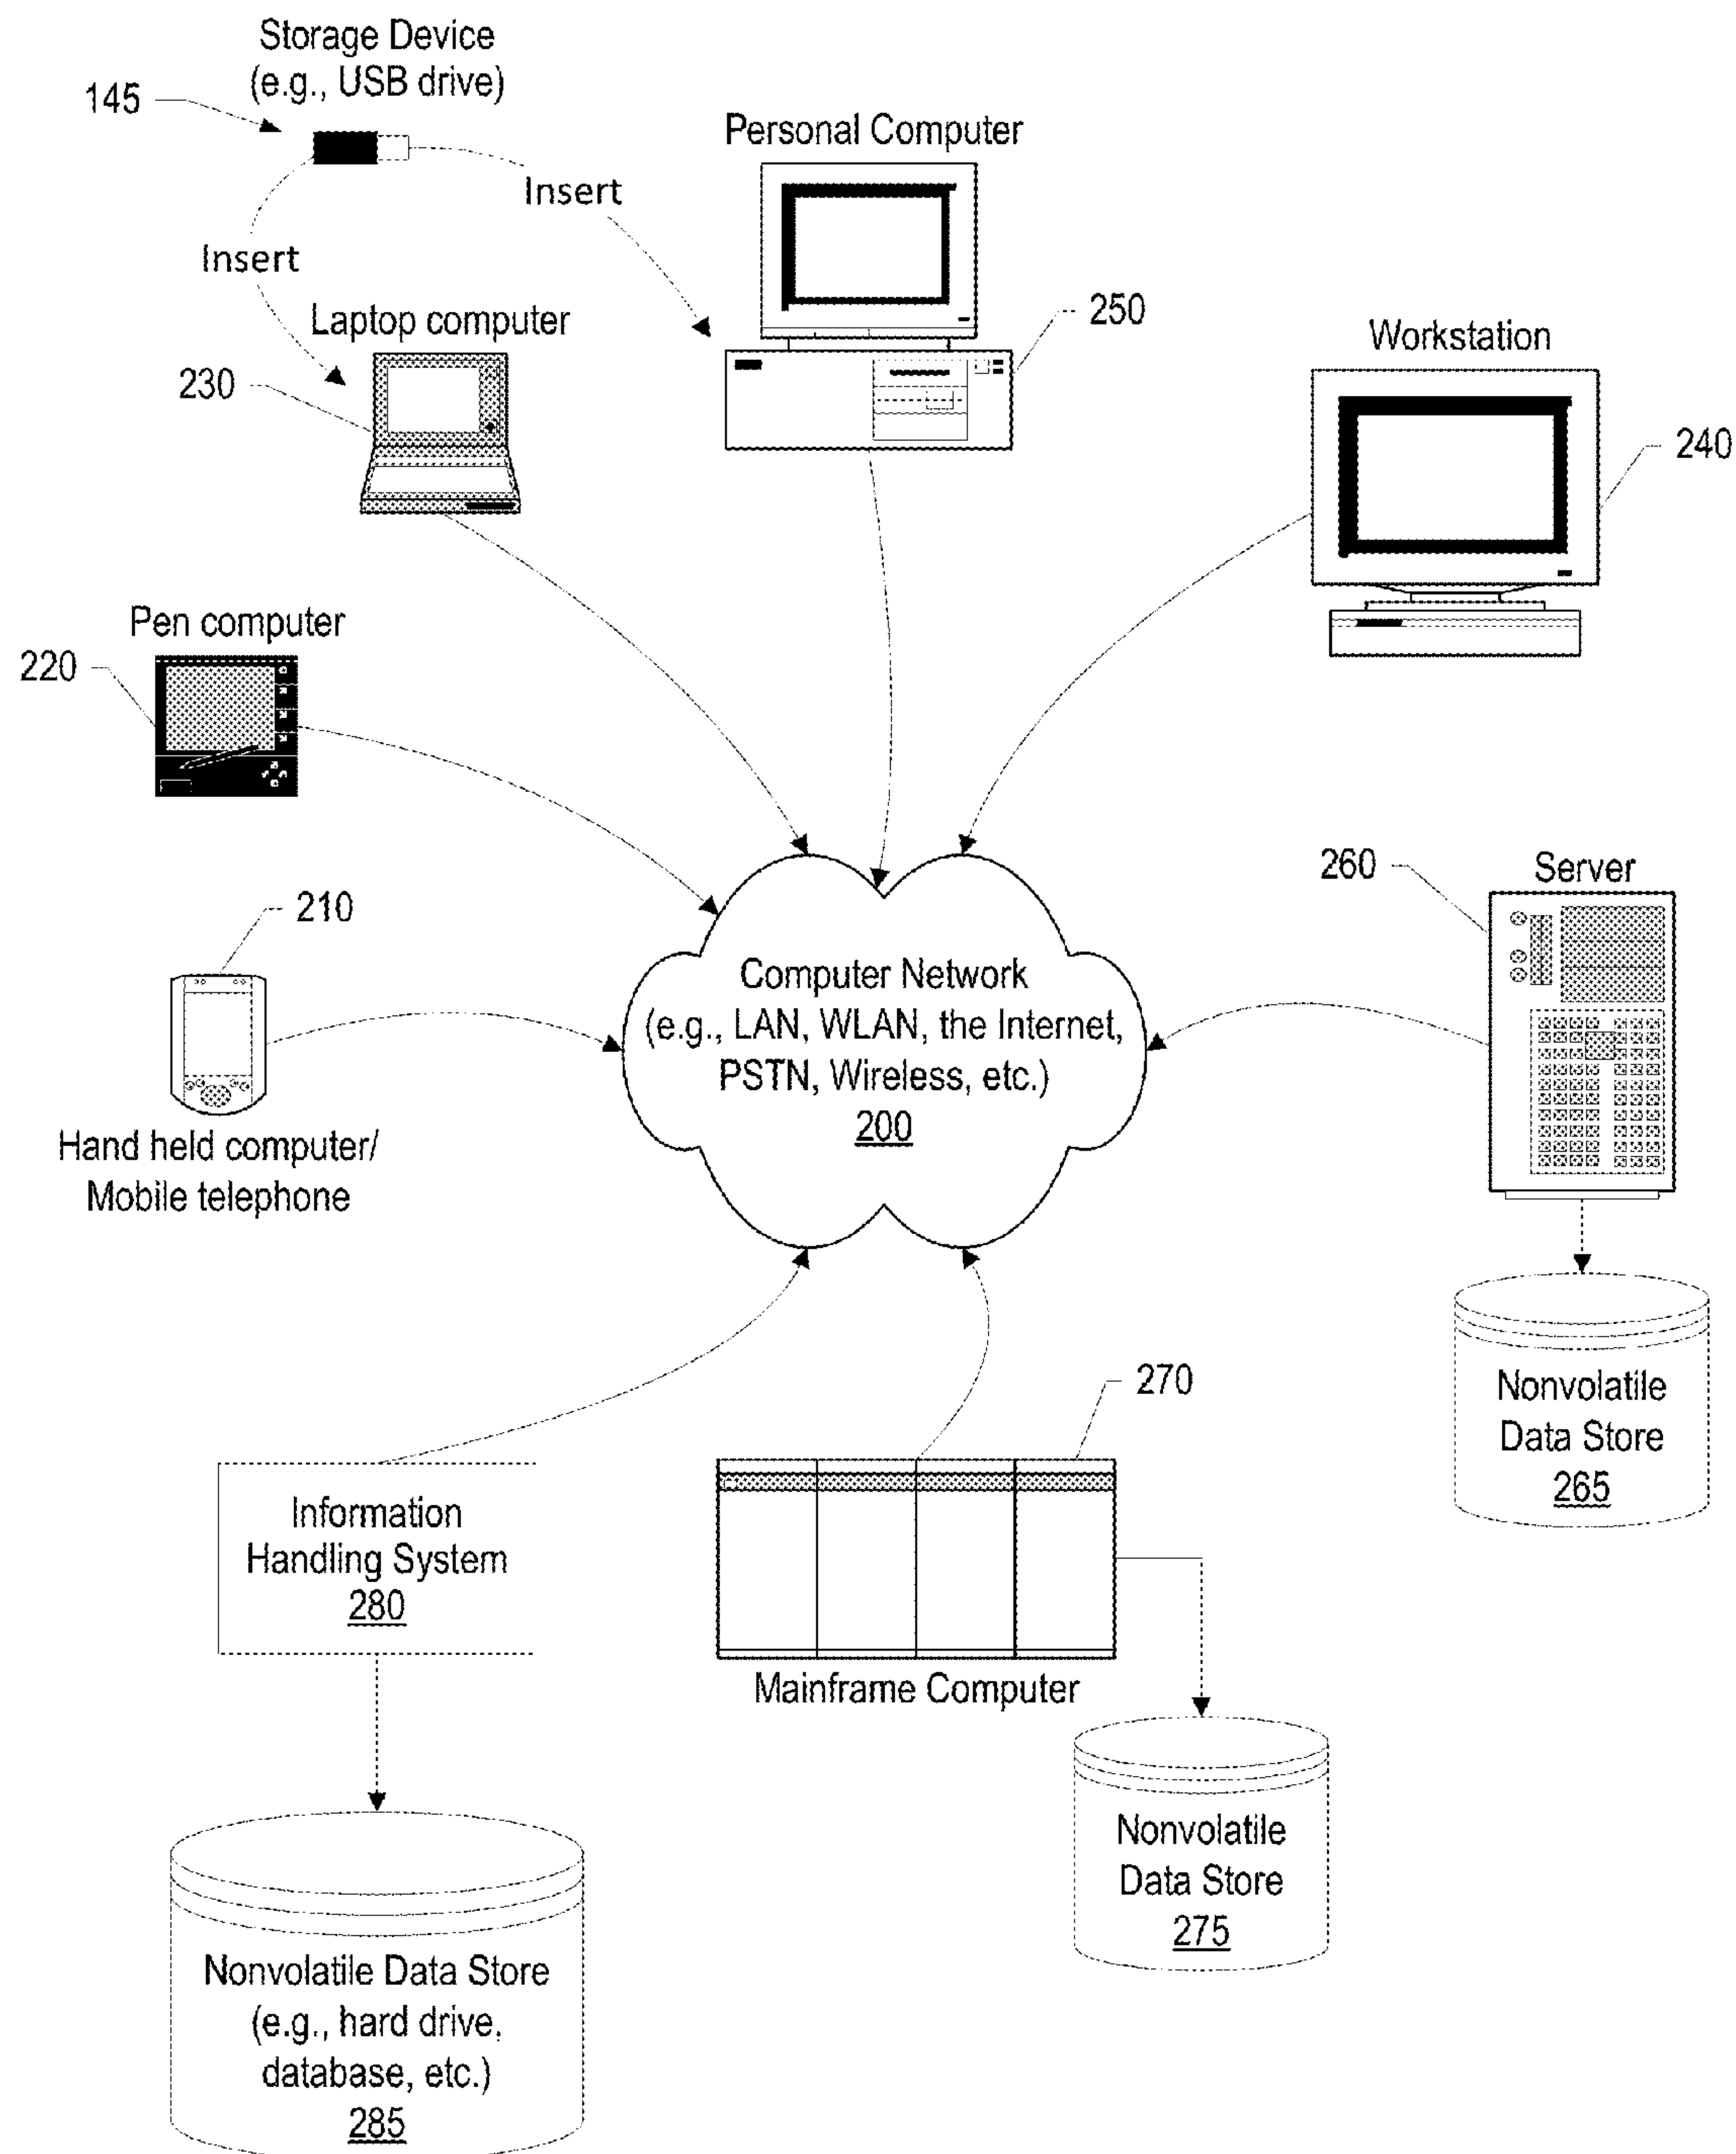 Storage Device
(e.g., USB drive)
145
Insert
Insert
Personal Computer
250
Laptop computer
230
Workstation
240
Pen computer
220
210
Hand held computer/
Mobile telephone
Computer Network
(e.g., LAN, WLAN, the Internet,
PSTN, Wireless, etc.)
200
260
Server
Nonvolatile
Data Store
265
270
Mainframe Computer
Information
Handling System
280
Nonvolatile
Data Store
275
Nonvolatile Data Store
(e.g., hard drive,
database, etc.)
285